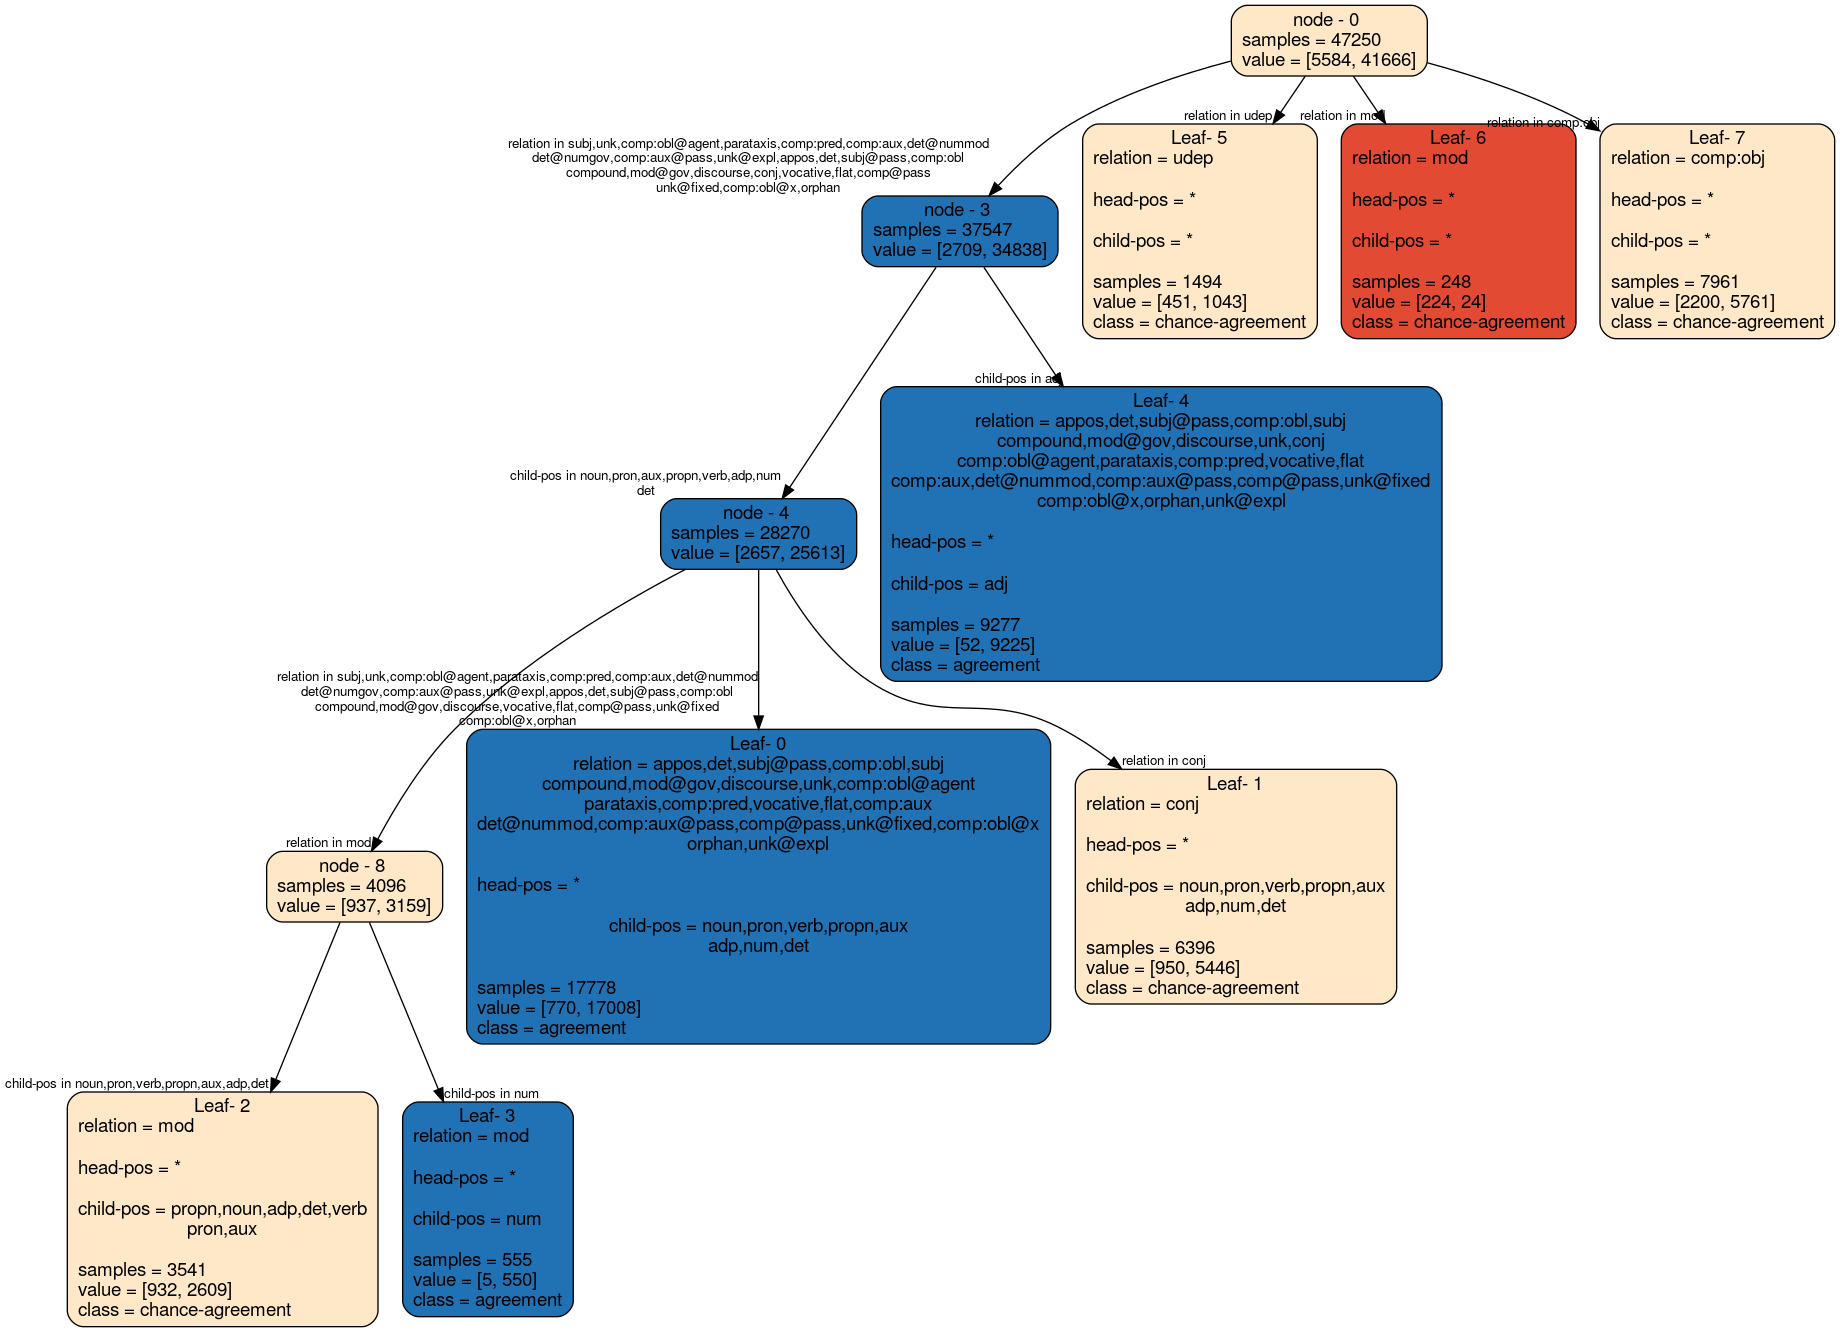 node - 0
samples = 47250
value = [5584, 41666]
relation in subj,unk,comp:obl@agent,parataxis,comp:pred,comp:aux,det@nummod
det@numgov,comp:aux@pass,unk@expl,appos,det,subj@pass,comp:obl
compound,mod@gov,discourse,conj,vocative,flat,comp@pass
unk@fixed,comp:obl@x,orphan
relation in udep
relation in mod
relation in comp:obj
node - 3
samples = 37547
value = [2709, 34838]
Leaf- 5
relation = udep
head-pos = *
child-pos = *
samples = 1494
value = [451, 1043]
class = chance-agreement
Leaf- 6
relation = mod
head-pos = *
child-pos = *
samples = 248
value = [224, 24]
class = chance-agreement
Leaf- 7
relation = comp:obj
head-pos = *
child-pos = *
samples = 7961
value = [2200, 5761]
class = chance-agreement
child-pos in noun,pron,aux,propn,verb,adp,num
det
child-pos in
node - 4
samples = 28270
value = [2657, 25613]
Leaf- 4
relation = appos,det,subj@pass,comp:obl,subj
compound,mod@gov,discourse,unk,conj
comp:obl@agent,parataxis,comp:pred,vocative,flat
comp:aux,det@nummod,comp:aux@pass,comp@pass,unk@fixed
comp:obl@x,orphan,unk@expl
head-pos = *
child-pos = adj
samples = 9277
value = [52, 9225]
class = agreement
relation in subj,unk,comp:obl@agent,parataxis,comp:pred,comp:aux,det@nummod
det@numgov,comp:aux@pass,unk@expl,appos,det,subj@pass,comp:obl
compound,mod@gov,discourse,vocative,flat,comp@pass,unk@fixed
comp:obl@x,orphan
relation in mod
relation in conj
node - 8
samples = 4096
value = [937, 3159]
Leaf- 0
relation = appos,det,subj@pass,comp:obl,subj
compound,mod@gov,discourse,unk,comp:obl@agent
parataxis,comp:pred,vocative,flat,comp:aux
det@nummod,comp:aux@pass,comp@pass,unk@fixed,comp:obl@x
orphan,unk@expl
head-pos = *
child-pos = noun,pron,verb,propn,aux
adp,num,det
samples = 17778
value = [770, 17008]
class = agreement
Leaf- 1
relation = conj
head-pos = *
child-pos = noun,pron,verb,propn,aux
adp,num,det
samples = 6396
value = [950, 5446]
class = chance-agreement
child-pos in noun,pron,verb,propn,aux,adp,det
child-pos in num
Leaf- 2
relation = mod
head-pos = *
child-pos = propn,noun,adp,det,verb
pron,aux
samples = 3541
value = [932, 2609]
class = chance-agreement
Leaf- 3
relation = mod
head-pos = *
child-pos = num
samples = 555
value = [5, 550]
class = agreement